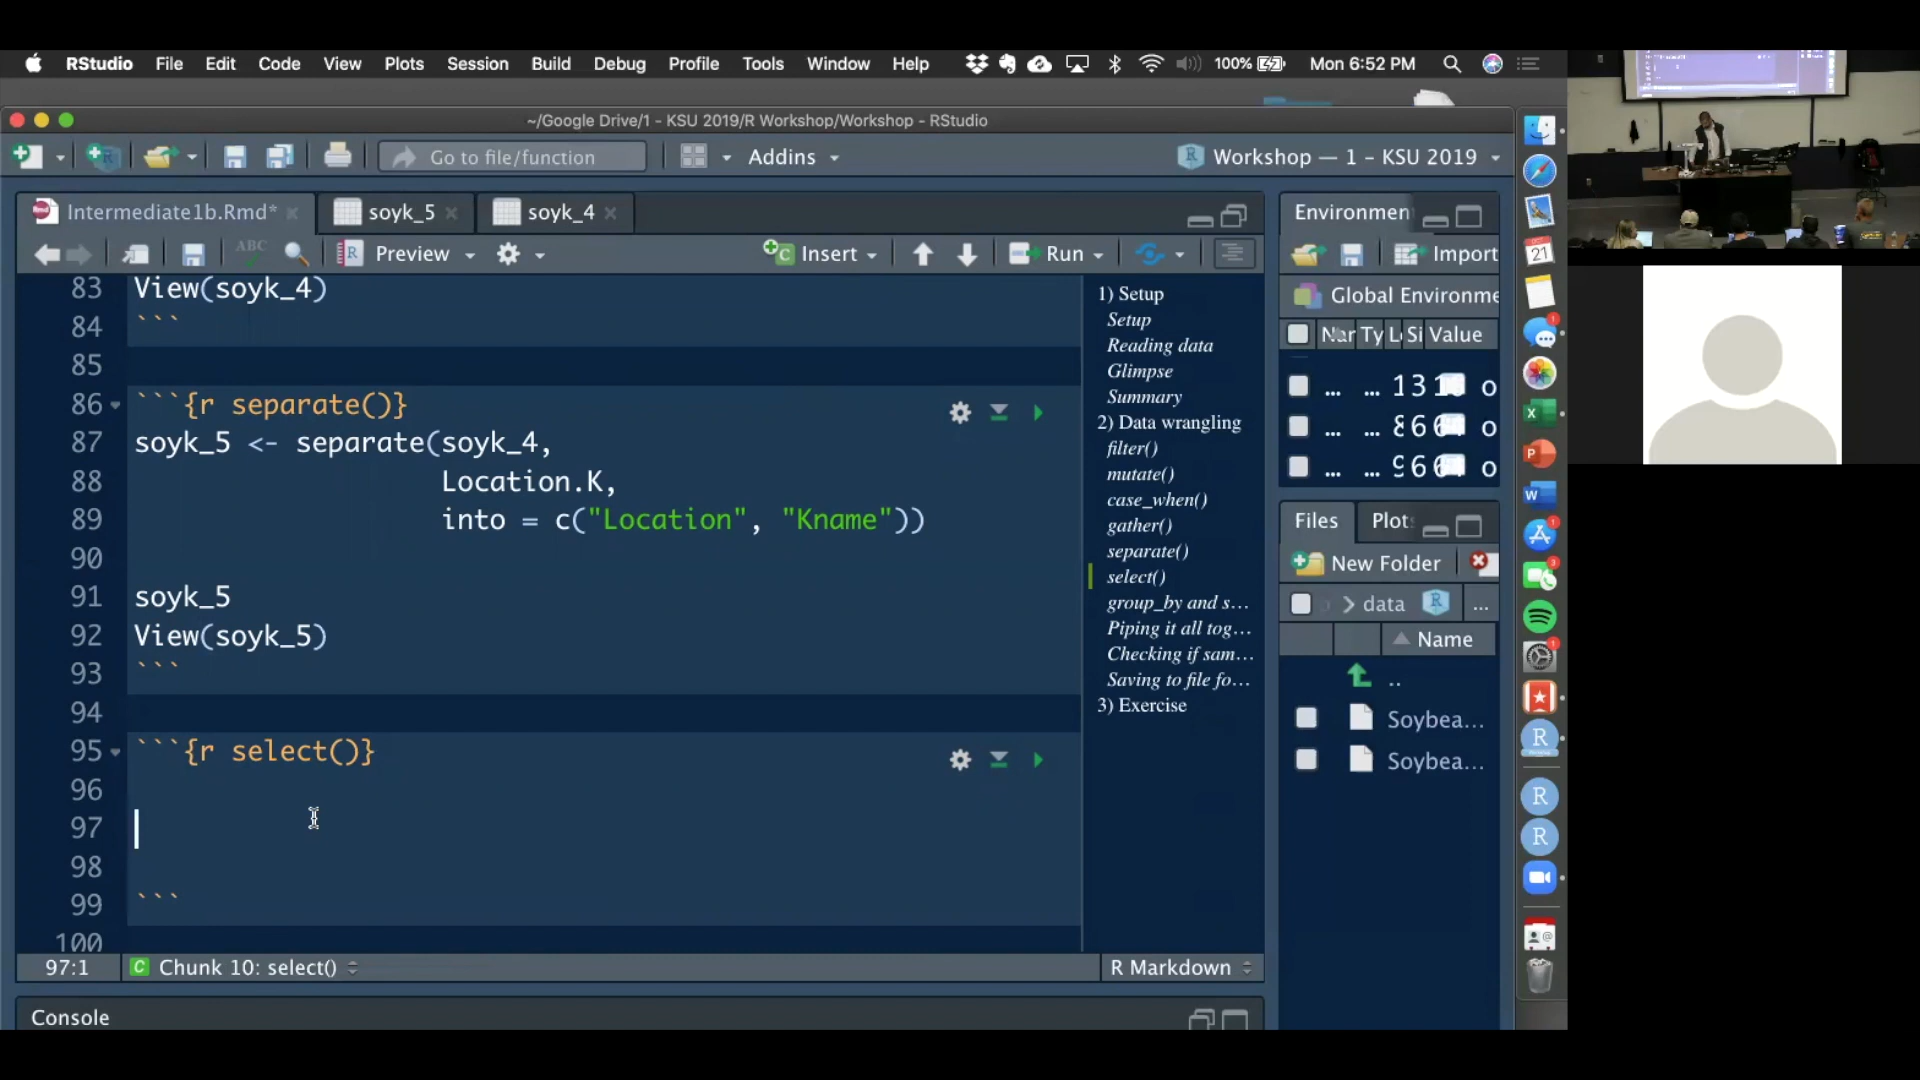 RStudio File Edit Code View Plots Session Build Debug Profile Tools Window Help 100% Mon 6:52 PM
~/Google Drive/1 - KSU 2019/R Workshop/Workshop - RStudio
Go to file/function Addins Workshop — 1 - KSU 2019
Intermediate1b.Rmd* soyk_5 soyk_4
ABC Preview Insert Run
83 View(soyk_4)
84 ```
85
86 ```{r separate()}
87 soyk_5 <- separate(soyk_4,
88 Location.K,
89 into = c("Location", "Kname"))
90
91 soyk_5
92 View(soyk_5)
93 ```
94
95 ```{r select()}
96
97
98
99 ```
100
97:1 Chunk 10: select() R Markdown
Console
1) Setup
Setup
Reading data
Glimpse
Summary
2) Data wrangling
filter()
mutate()
case_when()
gather()
separate()
select()
group_by and s...
Piping it all tog...
Checking if sam...
Saving to file fo...
3) Exercise
Environmen
Import
Global Environme
Ty Si Value
... ... o
... ... o
... ... o
Files Plot
New Folder
data ...
Name
..
Soybea...
Soybea...
21